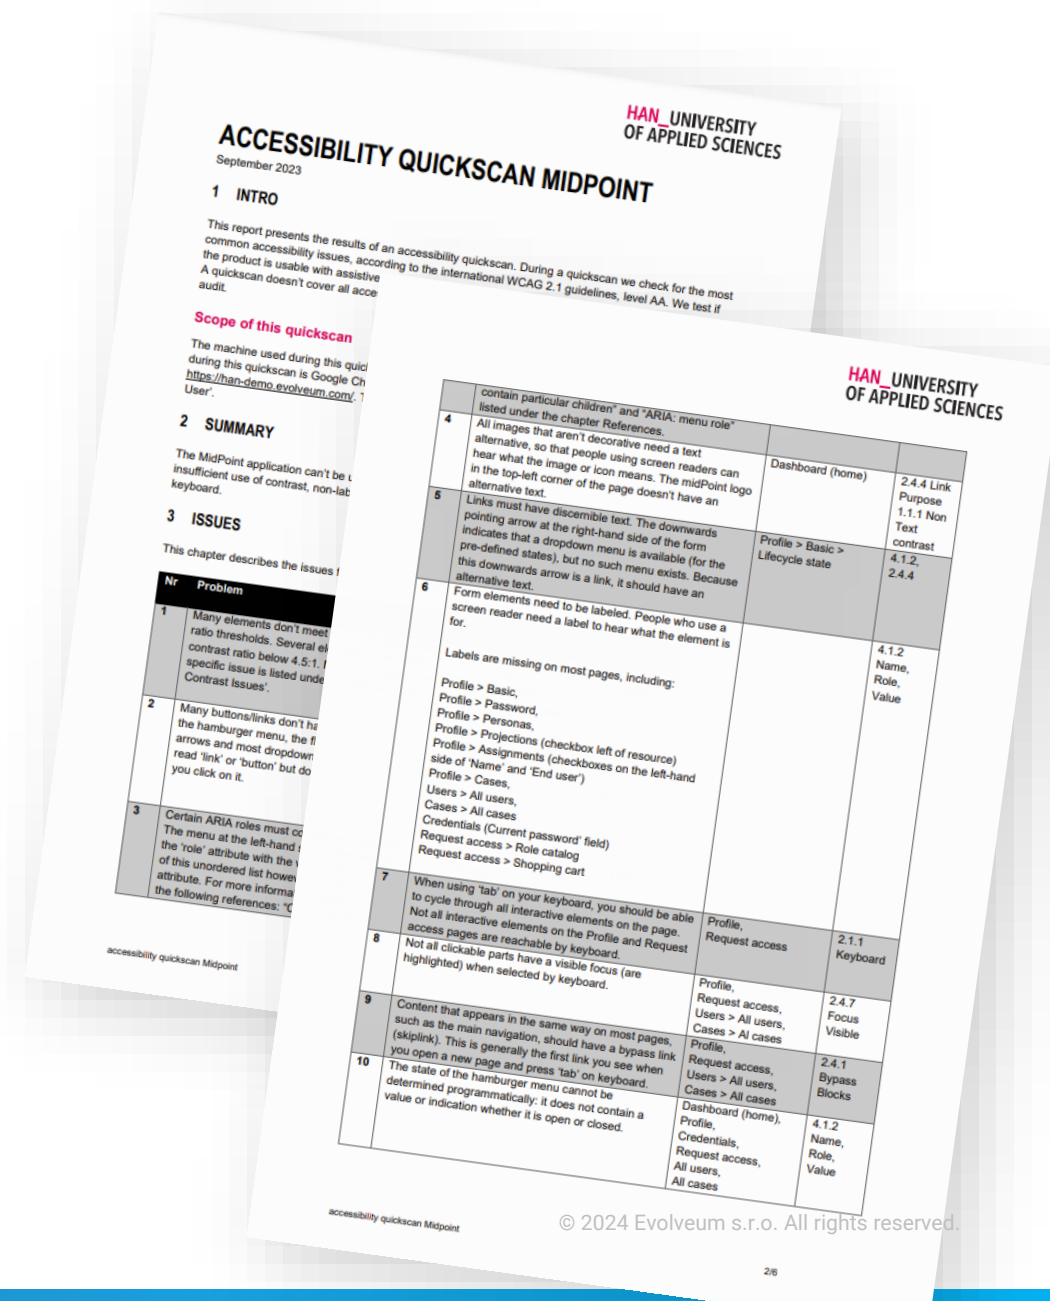 HAN_UNIVERSITY
OF APPLIED SCIENCES
ACCESSIBILITY QUICKSCAN MIDPOINT
September 2023
1 INTRO
This report presents the results of an accessibility quickscan. During a quickscan we check for the most
common accessibility issues, according to the international WCAG 2.1 guidelines, level AA. We test if
the product is usable with assistive
A quickscan doesn't cover all acce
audit.
Scope of this quickscan
The machine used during this quic
during this quickscan is Google Ch
https://han-demo.evolveum.com/.
User'.
2 SUMMARY
The MidPoint application can't be u
insufficient use of contrast, non-lab
keyboard.
3 ISSUES
This chapter describes the issues f
Nr Problem
1 Many elements don't meet
ratio thresholds. Several el
contrast ratio below 4.5:1.
specific issue is listed unde
Contrast Issues'.
2 Many buttons/links don't ha
the hamburger menu, the fl
arrows and most dropdown
read 'link' or 'button' but do
you click on it.
3 Certain ARIA roles must co
The menu at the left-hand s
the 'role' attribute with the v
of this unordered list howev
attribute. For more informa
the following references: "C
accessibility quickscan Midpoint
HAN_UNIVERSITY
OF APPLIED SCIENCES
contain particular children" and "ARIA: menu role"
listed under the chapter References.
4 All images that aren't decorative need a text
alternative, so that people using screen readers can
hear what the image or icon means. The midPoint logo
in the top-left corner of the page doesn't have an
alternative text.
Dashboard (home)
2.4.4 Link
Purpose
1.1.1 Non
Text
contrast
5 Links must have discernible text. The downwards
pointing arrow at the right-hand side of the form
indicates that a dropdown menu is available (for the
pre-defined states), but no such menu exists. Because
this downwards arrow is a link, it should have an
alternative text.
Profile > Basic >
Lifecycle state
4.1.2,
2.4.4
6 Form elements need to be labeled. People who use a
screen reader need a label to hear what the element is
for.
Labels are missing on most pages, including:
Profile > Basic,
Profile > Password,
Profile > Personas,
Profile > Projections (checkbox left of resource)
Profile > Assignments (checkboxes on the left-hand
side of 'Name' and 'End user')
Profile > Cases,
Users > All users,
Cases > All cases
Credentials (Current password' field)
Request access > Role catalog
Request access > Shopping cart
4.1.2
Name,
Role,
Value
7 When using 'tab' on your keyboard, you should be able
to cycle through all interactive elements on the page.
Not all interactive elements on the Profile and Request
access pages are reachable by keyboard.
Profile,
Request access
2.1.1
Keyboard
8 Not all clickable parts have a visible focus (are
highlighted) when selected by keyboard.
Profile,
Request access,
Users > All users,
Cases > Al cases
2.4.7
Focus
Visible
9 Content that appears in the same way on most pages,
such as the main navigation, should have a bypass link
(skiplink). This is generally the first link you see when
you open a new page and press 'tab' on keyboard.
Profile,
Request access,
Users > All users,
Cases > All cases
2.4.1
Bypass
Blocks
10 The state of the hamburger menu cannot be
determined programmatically: it does not contain a
value or indication whether it is open or closed.
Dashboard (home),
Profile,
Credentials,
Request access,
All users,
All cases
4.1.2
Name,
Role,
Value
accessibility quickscan Midpoint
© 2024 Evolveum s.r.o. All rights reserved.
2/6